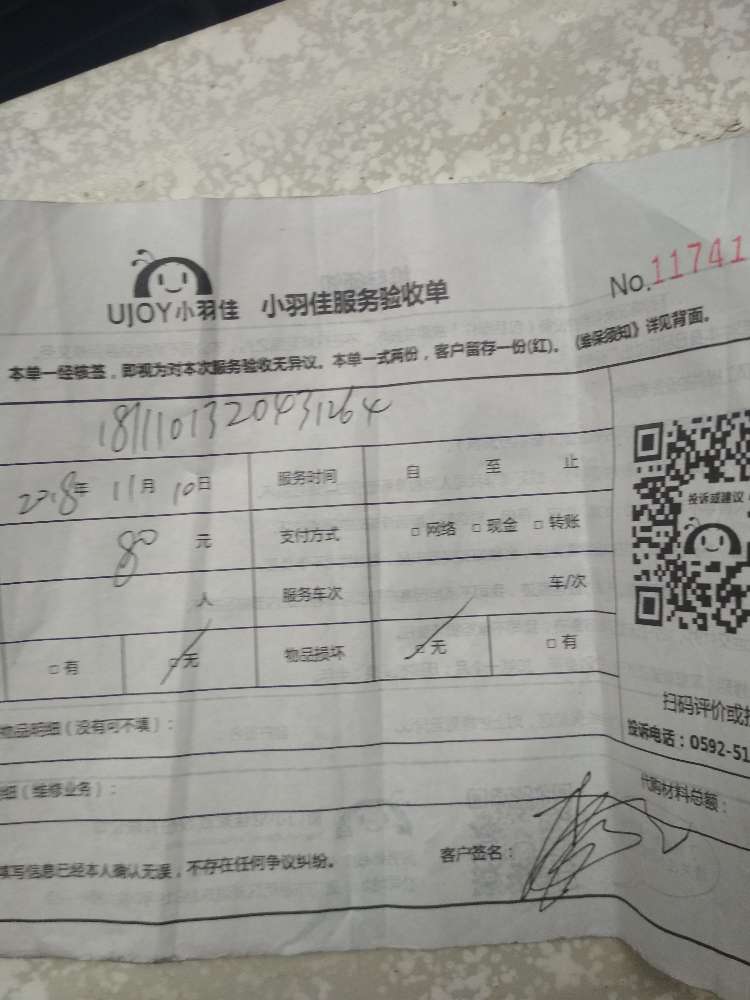 UJOY小羽佳 小羽佳服务验收单 No.11741
本单一经核签，即视为对本次服务验收无异议。本单一式两份，客户留存一份(红)。《维保须知》详见背面。
181110132043 1264
2018年 11月 10日 服务时间 自 至 止
投诉或建议
80 元 支付方式 □ 网络 □ 现金 □ 转账
人 服务车次 车/次
□ 有 □ 无 物品损坏 □ 无 □ 有
扫码评价或
物品明细（没有可不填）：
投诉电话：0592-51
细（维修业务）：
代购材料总额：
填写信息已经本人确认无误，不存在任何争议纠纷。 客户签名：